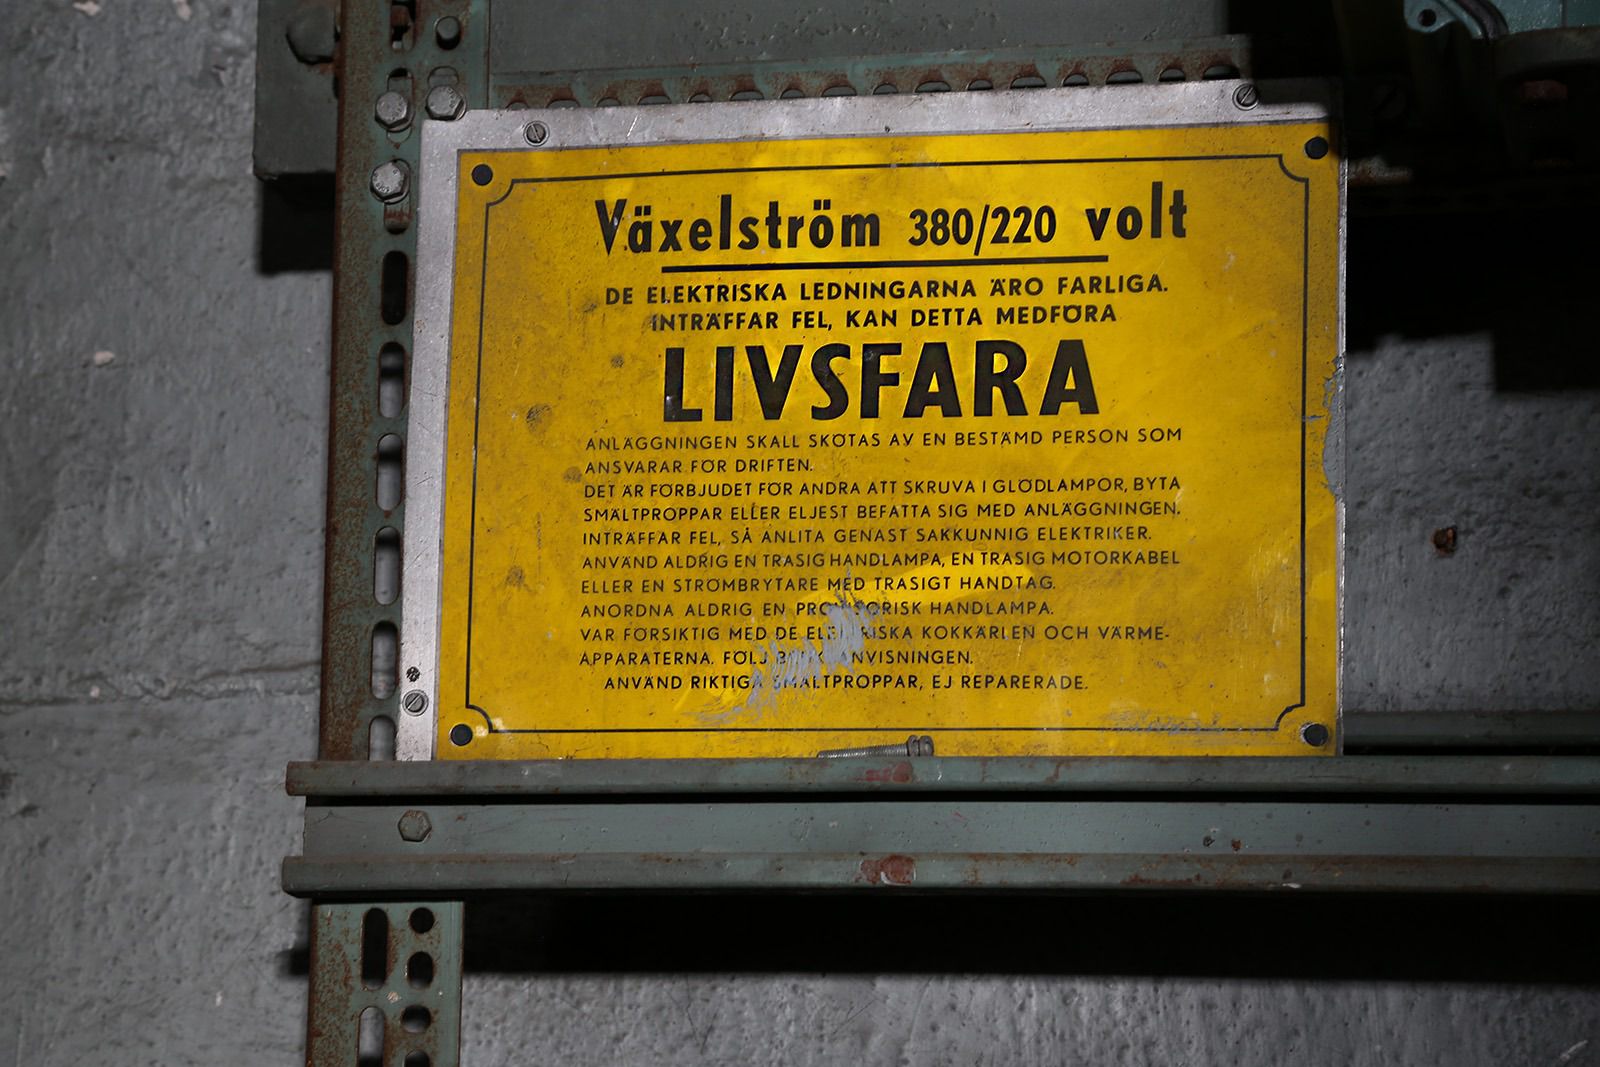 Växelström 380/220 volt
DE ELEKTRISKA LEDNINGARNA ÄRO FARLIGA.
INTRÄFFAR FEL, KAN DETTA MEDFÖRA
LIVSFARA
ANLÄGGNINGEN SKALL SKÖTAS AV EN BESTÄMD PERSON SOM
ANSVARAR FÖR DRIFTEN.
DET ÄR FÖRBJUDET FÖR ANDRA ATT SKRUVA I GLÖDLAMPOR, BYTA
SMÄLTPROPPAR ELLER ELJEST BEFATTA SIG MED ANLÄGGNINGEN.
INTRÄFFAR FEL, SÅ ANLITA GENAST SAKKUNNIG ELEKTRIKER.
ANVÄND ALDRIG EN TRASIG HANDLAMPA, EN TRASIG MOTORKABEL
ELLER EN STRÖMBRYTARE MED TRASIGT HANDTAG.
ANORDNA ALDRIG EN PROVISORISK HANDLAMPA.
VAR FÖRSIKTIG MED DE ELEKTRISKA KOKKÄRLEN OCH VÄRME-
APPARATERNA. FÖLJ BRUKSANVISNINGEN.
ANVÄND RIKTIGA SMÄLTPROPPAR, EJ REPARERADE.